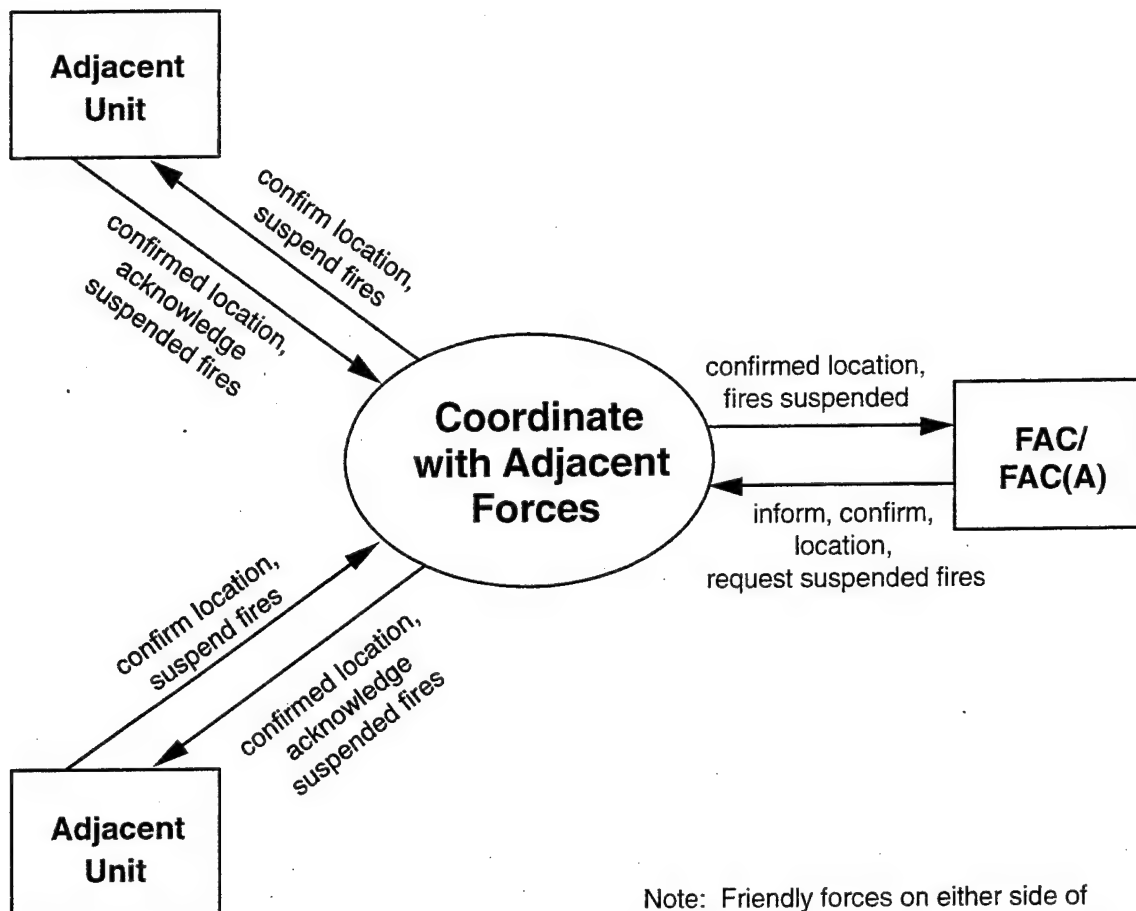 Adjacent
Unit
confirm location,
suspend fires
confirmed location,
acknowledge
suspended fires
Coordinate
with Adjacent
Forces
confirmed location,
fires suspended
FAC/
FAC(A)
inform, confirm,
location,
request suspended fires
confirm location,
suspend fires
confirmed location,
acknowledge
suspended fires
Adjacent
Unit
Note: Friendly forces on either side of